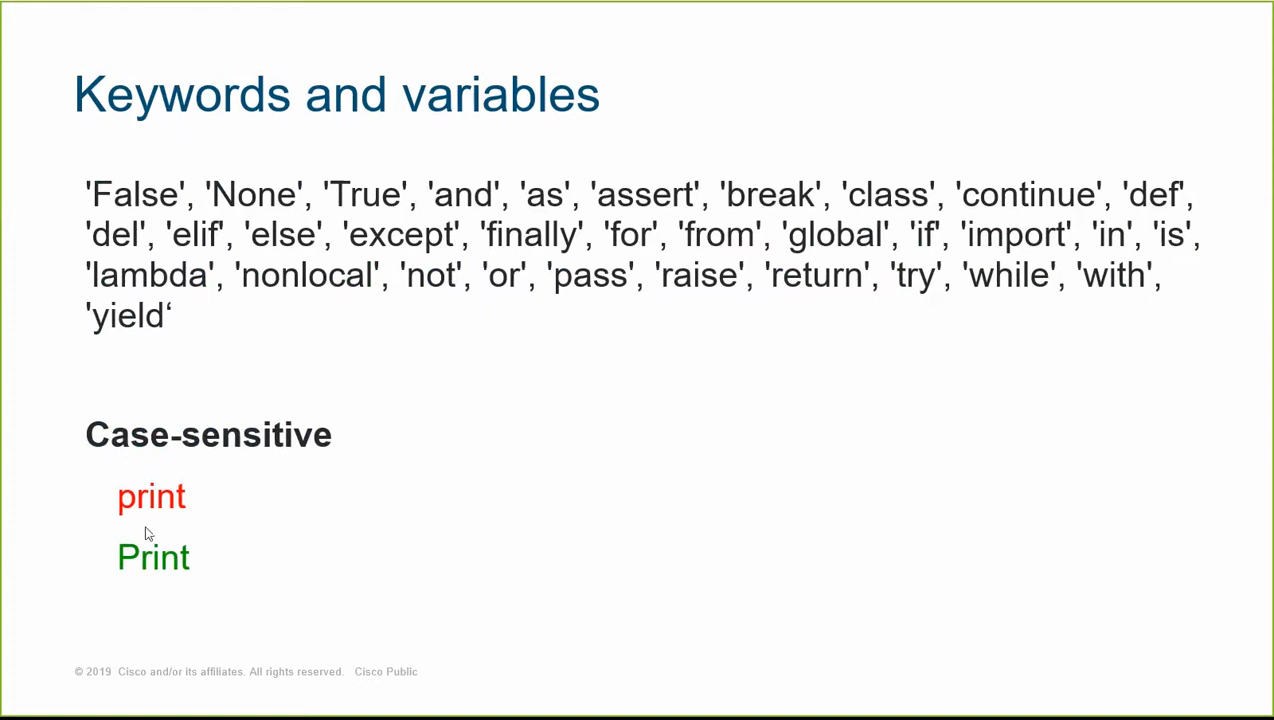 Keywords and variables
'False', 'None', 'True', 'and', 'as', 'assert', 'break', 'class', 'continue', 'def',
'del', 'elif', 'else', 'except', 'finally', 'for', 'from', 'global', 'if', 'import', 'in', 'is',
'lambda', 'nonlocal', 'not', 'or', 'pass', 'raise', 'return', 'try', 'while', 'with',
'yield‘
Case-sensitive
print
Print
© 2019 Cisco and/or its affiliates. All rights reserved. Cisco Public